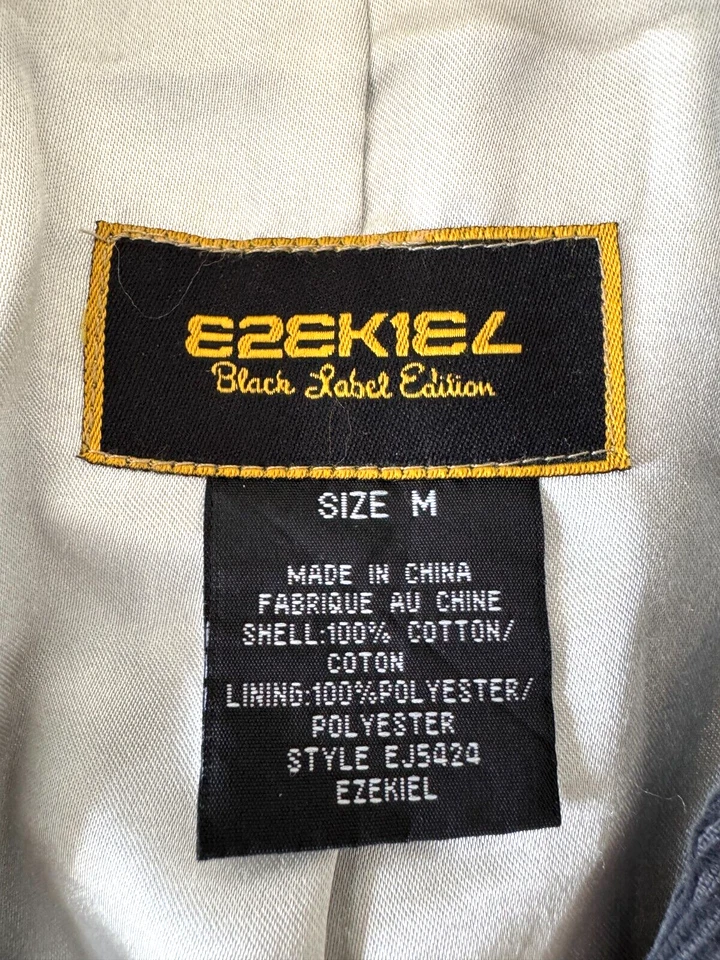 EZEKIEL
Black Label Edition
SIZE M
MADE IN CHINA
FABRIQUE AU CHINE
SHELL:100% COTTON/
COTON
LINING:100%POLYESTER/
POLYESTER
STYLE EJ5424
EZEKIEL